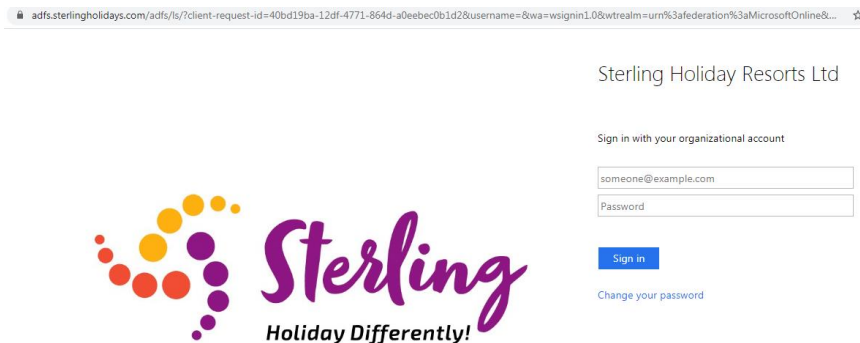 adfs.sterlingholidays.com/adfs/ls/?client-request-id=40bd19ba-12df-4771-864d-a0eebec0b1d2&username=&wa=wsignin1.0&wtrealm=urn%3afederation%3aMicrosoftOnline&...
Sterling Holiday Resorts Ltd
Sign in with your organizational account
someone@example.com
Password
Sign in
Change your password
Sterling
Holiday Differently!